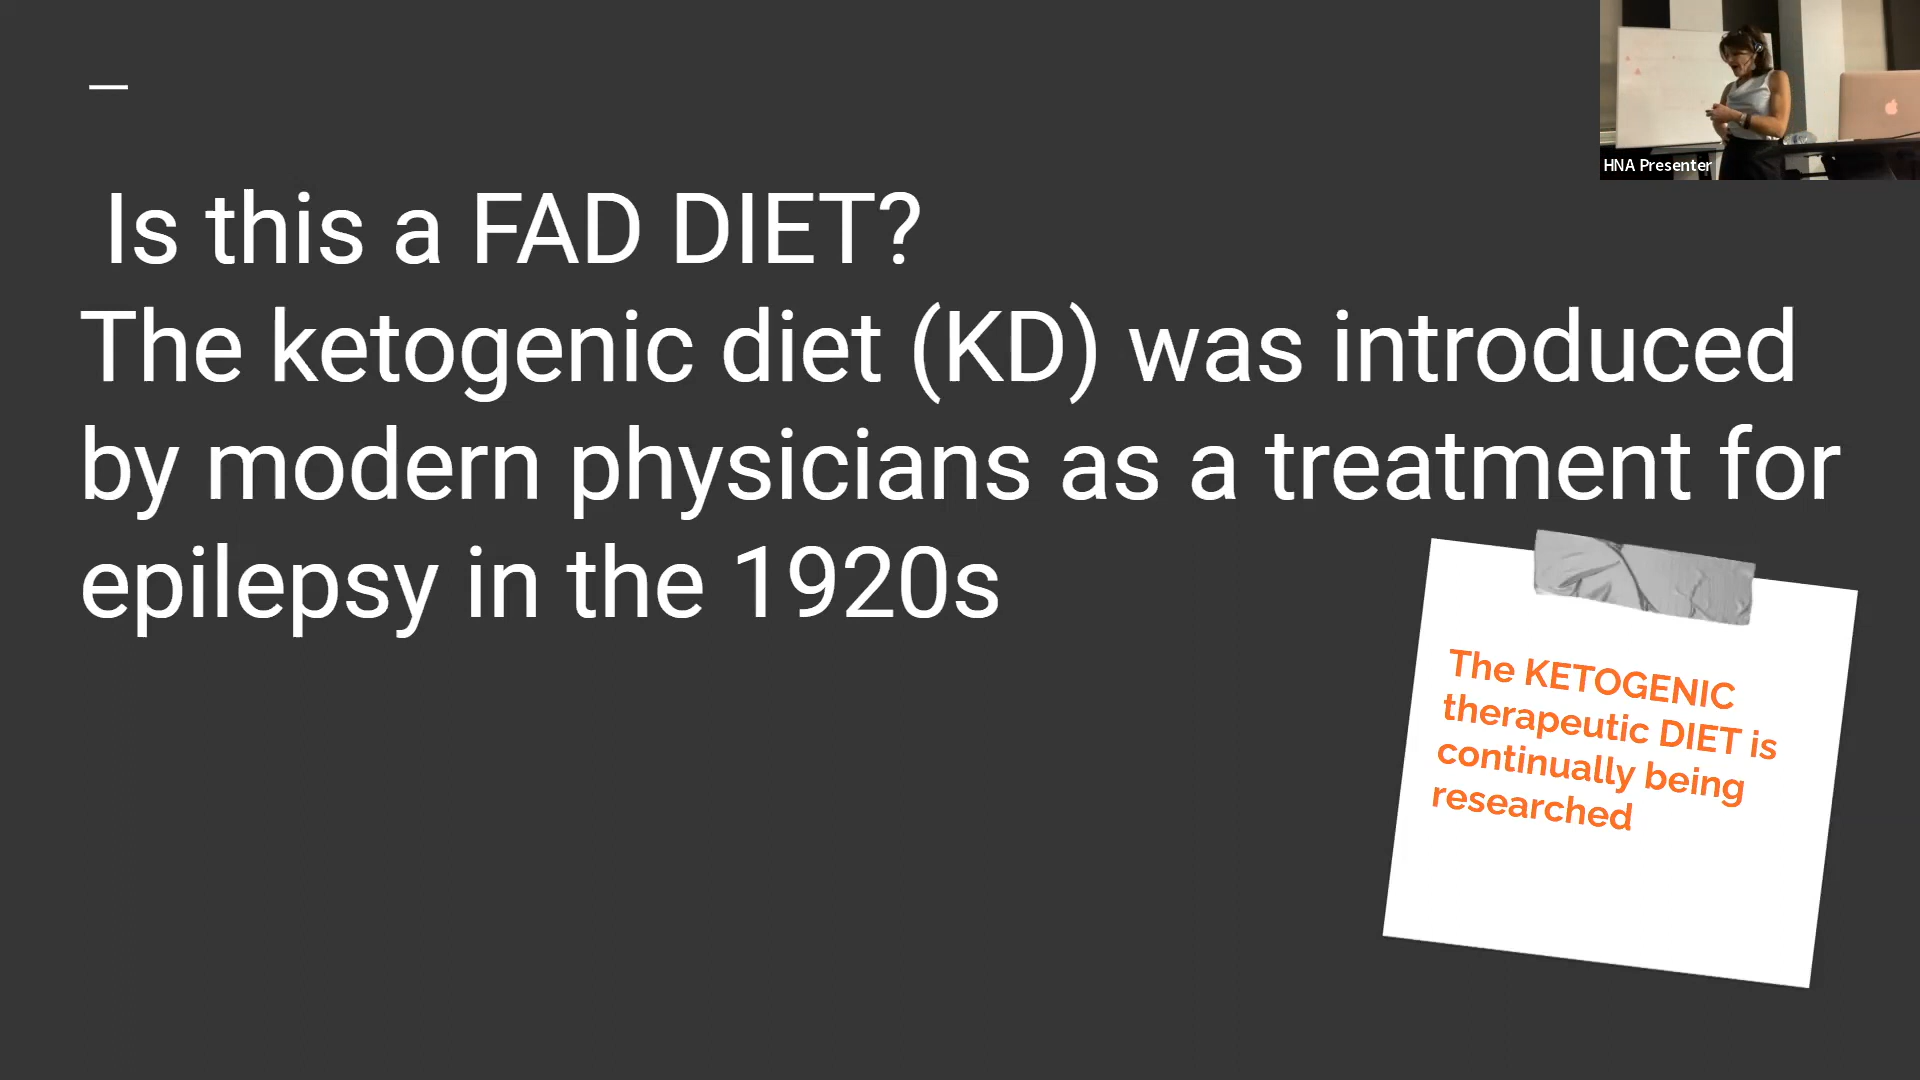 Is this a FAD DIET?
The ketogenic diet (KD) was introduced
by modern physicians as a treatment for
epilepsy in the 1920s
The KETOGENIC
therapeutic DIET is
continually being
researched
HNA Presenter